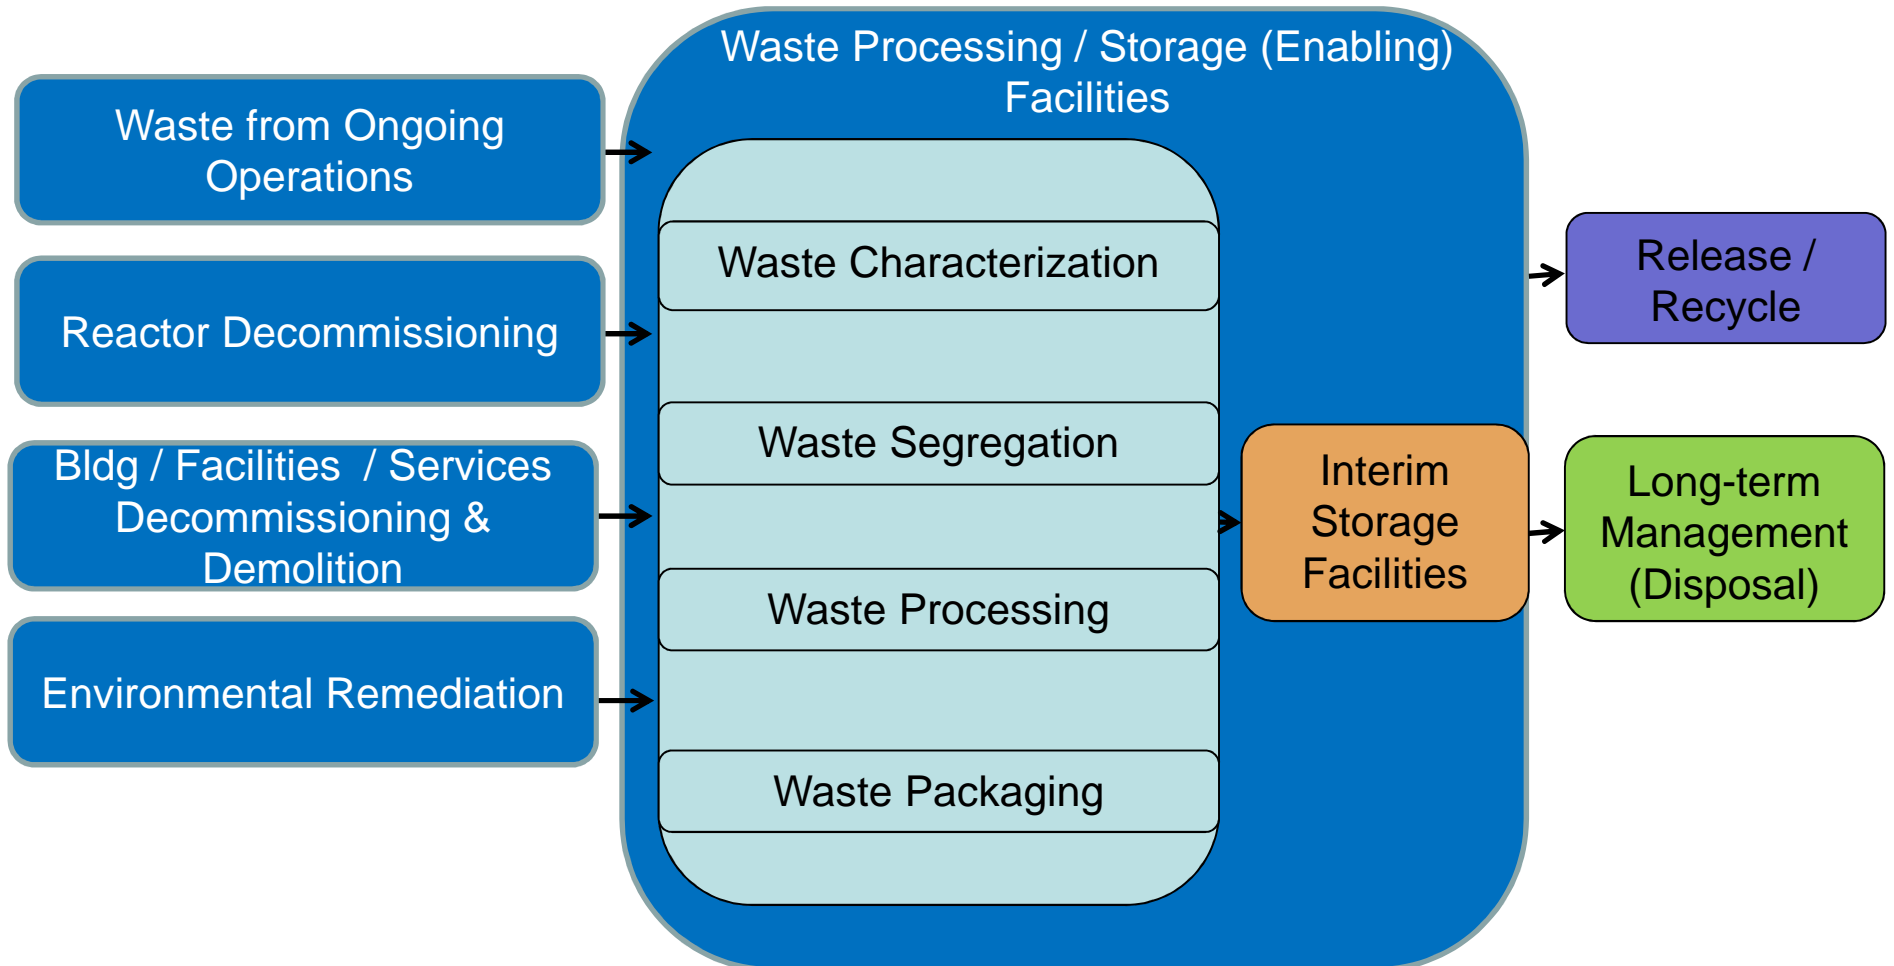 Waste Processing / Storage (Enabling)
Facilities
Waste from Ongoing
Operations
Reactor Decommissioning
Bldg / Facilities / Services
Decommissioning &
Demolition
Environmental Remediation
Waste Characterization
Waste Segregation
Waste Processing
Waste Packaging
Interim
Storage
Facilities
Release /
Recycle
Long-term
Management
(Disposal)